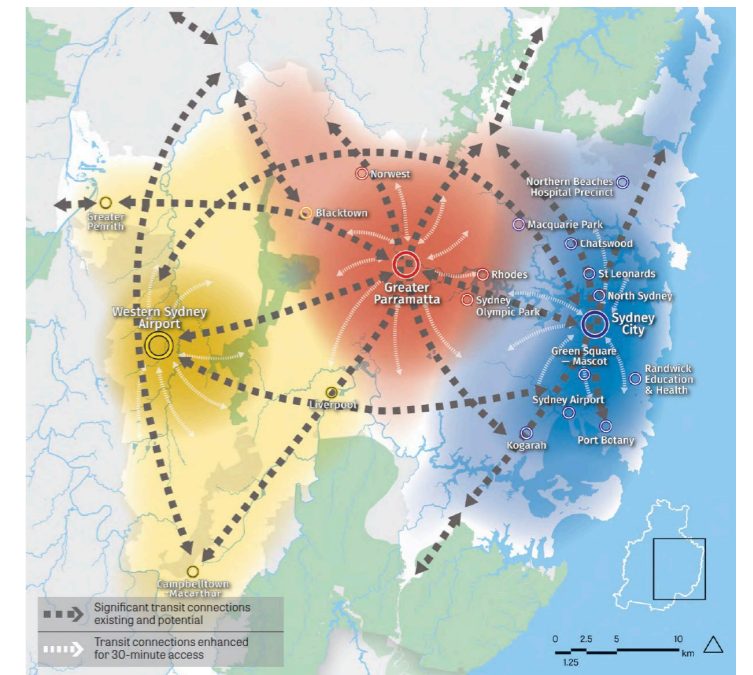 Norwest
Northern Beaches
Hospital Precinct
Greater
Penrith
Blacktown
Macquarie Park
Chatswood
Greater
Parramatta
Rhodes
St Leonards
Sydney
Olympic Park
North Sydney
Western Sydney
Airport
Sydney
City
Green Square
— Mascot
Randwick
Education
& Health
Liverpool
Sydney Airport
Kogarah
Port Botany
Campbelltown
-Macarthur
Significant transit connections
existing and potential
Transit connections enhanced
for 30-minute access
0 2.5 5 10
km
1.25